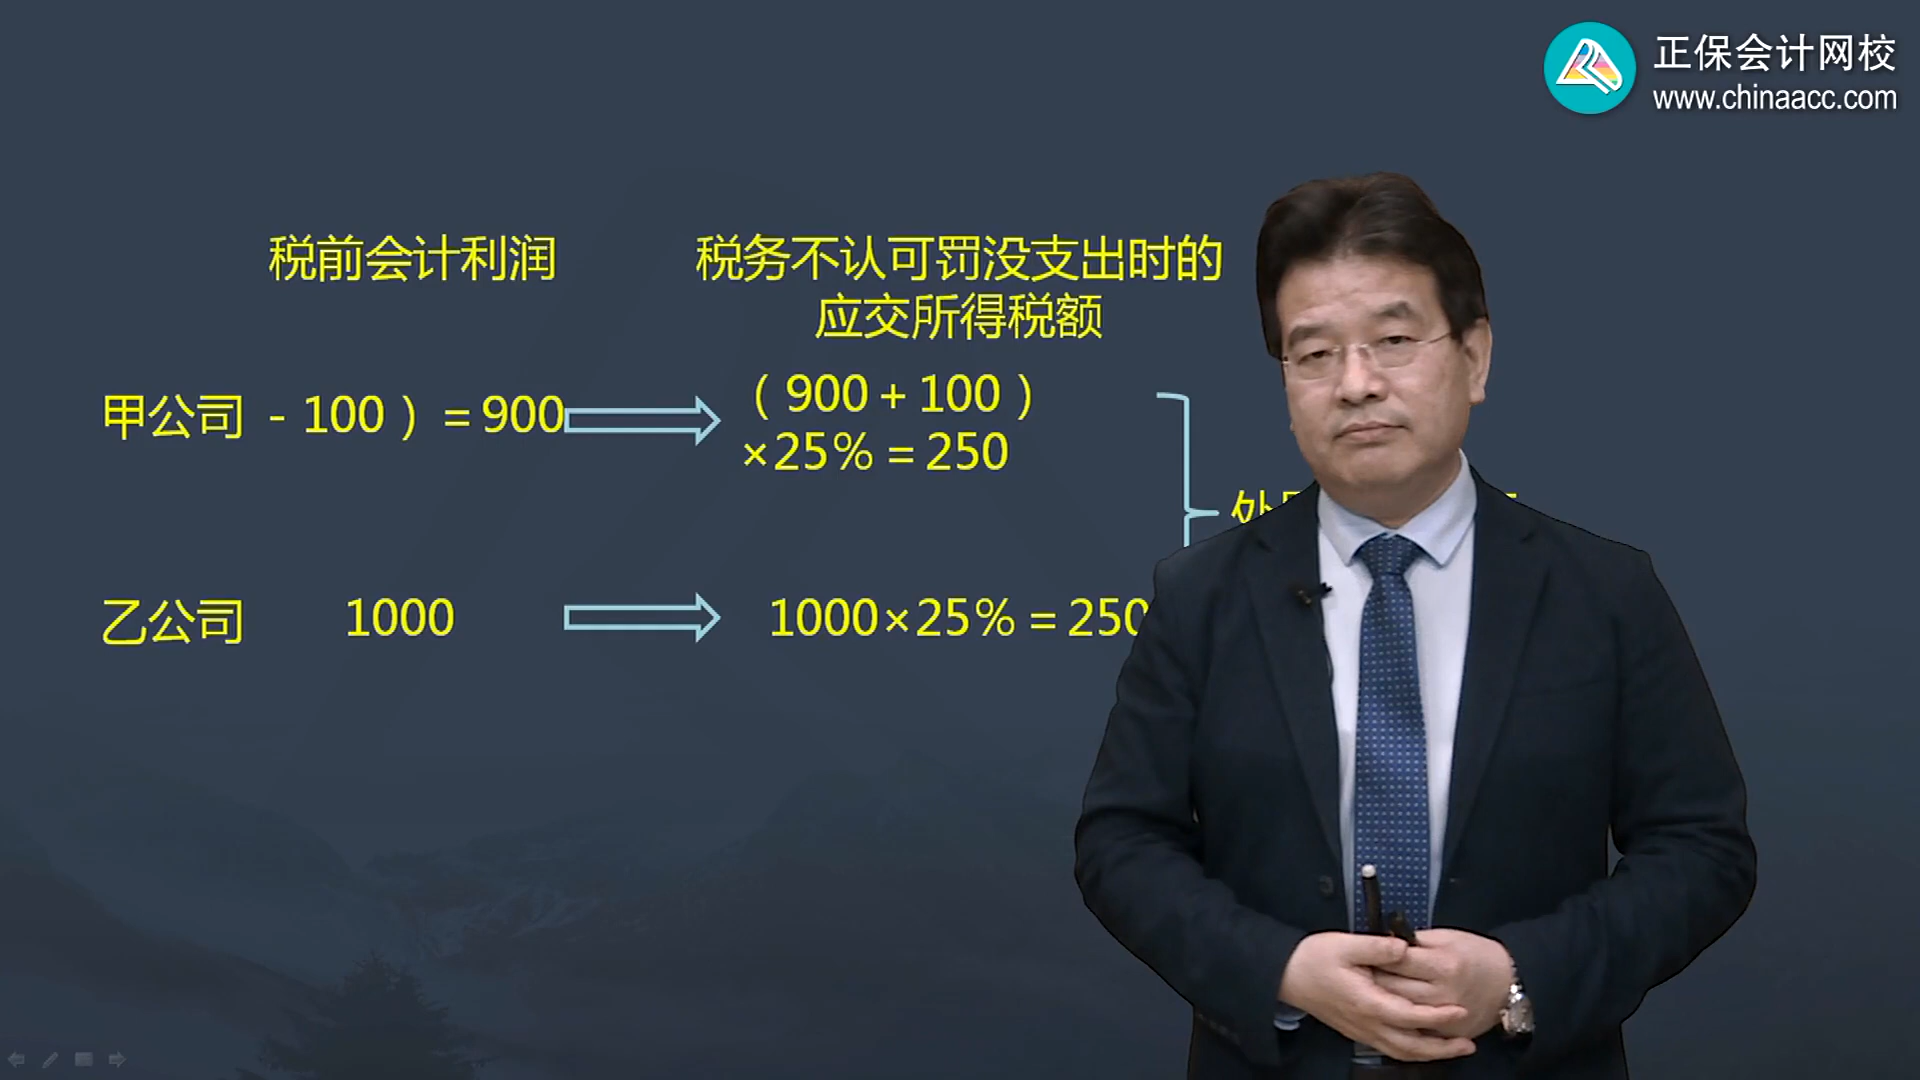 正保会计网校
www.chinaacc.com
税前会计利润
税务不认可罚没支出时的
应交所得税额
甲公司 －100）＝900
（900＋100）
×25%＝250
处
乙公司 1000
1000×25%＝250